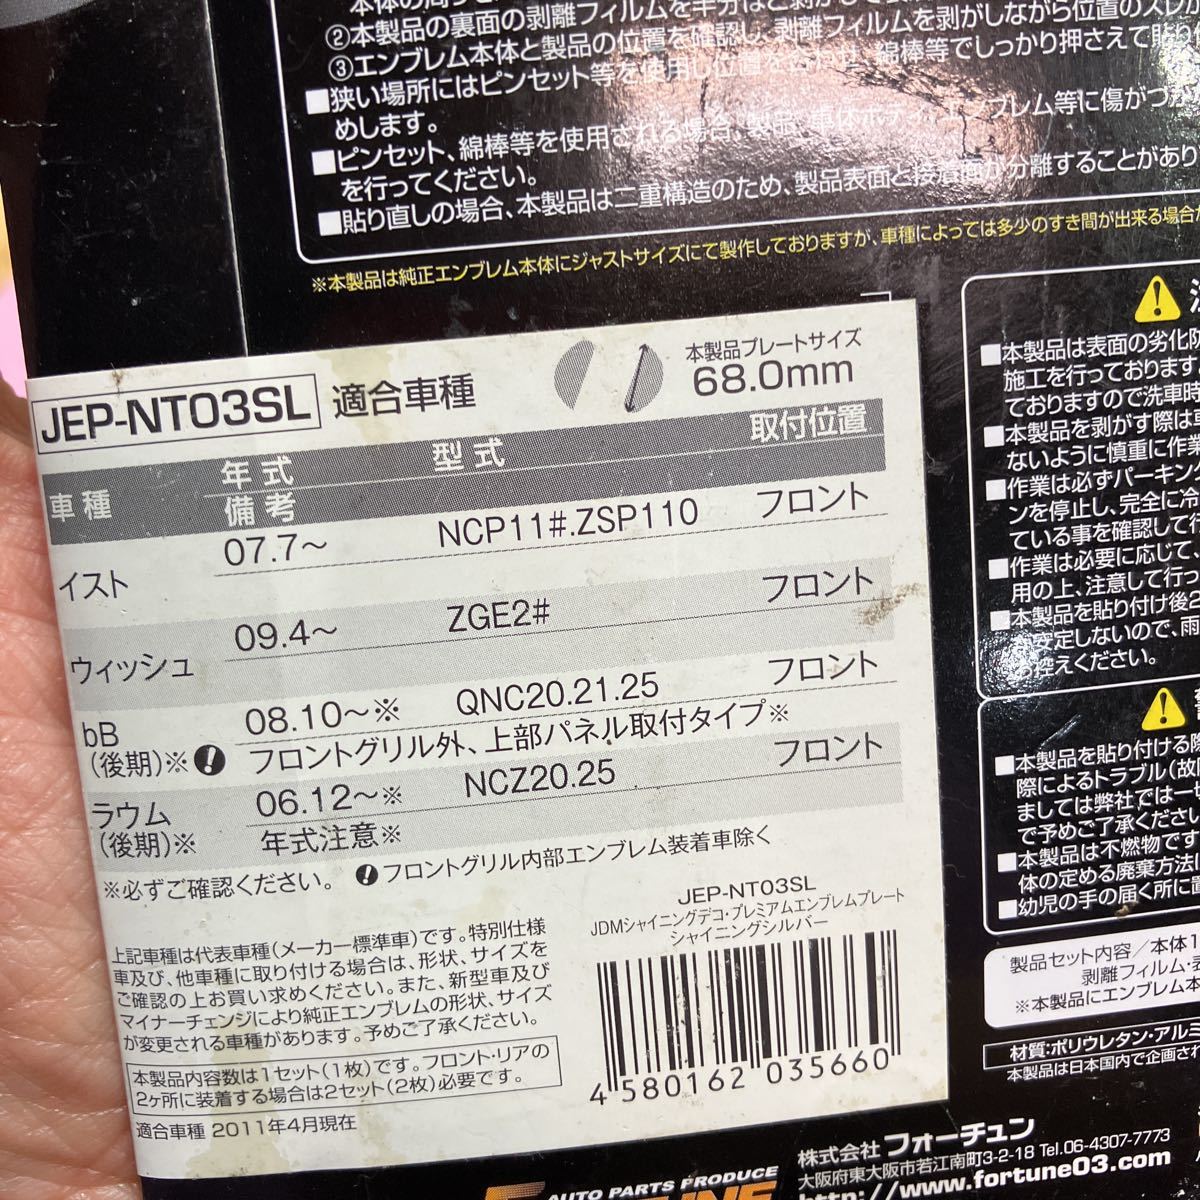 ②本製品の裏面の剥離フィルムを半分ほど剥がして
③エンブレム本体と製品の位置を確認し、剥離フィルムを剥がしながら位置のズレが
■狭い場所にはピンセット等を使用し位置を合わせ、綿棒等でしっかり押さえて貼り
めします。
■ピンセット、綿棒等を使用される場合、製品、車体ボディ、エンブレム等に傷がつか
を行ってください。
■貼り直しの場合、本製品は二重構造のため、製品表面と接着面が分離することがあり
※本製品は純正エンブレム本体にジャストサイズにて製作しておりますが、車種によっては多少のすき間が出来る場合
JEP-NT03SL 適合車種
本製品プレートサイズ
68.0mm
車種 年式 備考 型式 取付位置
イスト 07.7～ NCP11#.ZSP110 フロント
ウィッシュ 09.4～ ZGE2# フロント
bB (後期)※ 08.10～※ QNC20.21.25 フロント
フロントグリル外、上部パネル取付タイプ※
ラウム (後期)※ 06.12～※ NCZ20.25 フロント
年式注意※
※必ずご確認ください。 フロントグリル内部エンブレム装着車除く
上記車種は代表車種(メーカー標準車)です。特別仕様
車及び、他車種に取り付ける場合は、形状、サイズを
ご確認の上お買い求めください。また、新型車及び
マイナーチェンジにより純正エンブレムの形状、サイズ
が変更される車種があります。予めご了承ください。
本製品内容数は1セット(1枚)です。フロント・リアの
2ヶ所に装着する場合は2セット(2枚)必要です。
適合車種 2011年4月現在
JEP-NT03SL
JDMシャイニングデコ・プレミアムエンブレムプレート
シャイニングシルバー
4 580162 035660
■本製品は表面の劣化防
施工を行っております。
ておりますので洗車時
■本製品を剥がす際は車
ないように慎重に作業
■作業は必ずパーキン
ンを停止し、完全に冷
ている事を確認して行
■作業は必要に応じて、
用の上、注意して行っ
■本製品を貼り付け後2
安定しないので、雨
お控えください。
■本製品を貼り付ける際
際によるトラブル(故障
ましては弊社では一切
で予めご了承ください
■本製品は不燃物です
体の定める廃棄方法に
■幼児の手の届く所に置
製品セット内容/本体1
剥離フィルム・表
※本製品にエンブレム本
材質:ポリウレタン・アルミ
本製品は日本国内で企画され
AUTO PARTS PRODUCE
株式会社 フォーチュン
大阪府東大阪市若江南町3-2-18 Tel.06-4307-7773
http://www.fortune03.com